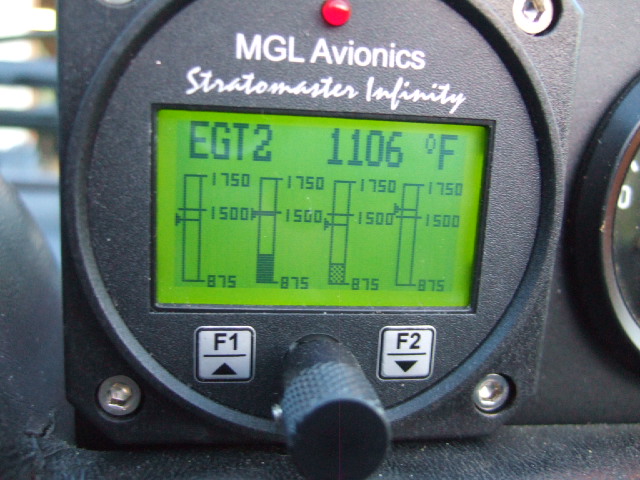 MGL Avionics
Stratomaster Infinity
EGT2 1106 °F
1750 1750 1750 1750
1500 1500 1500 1500
875 875 875 875
F1 F2
0